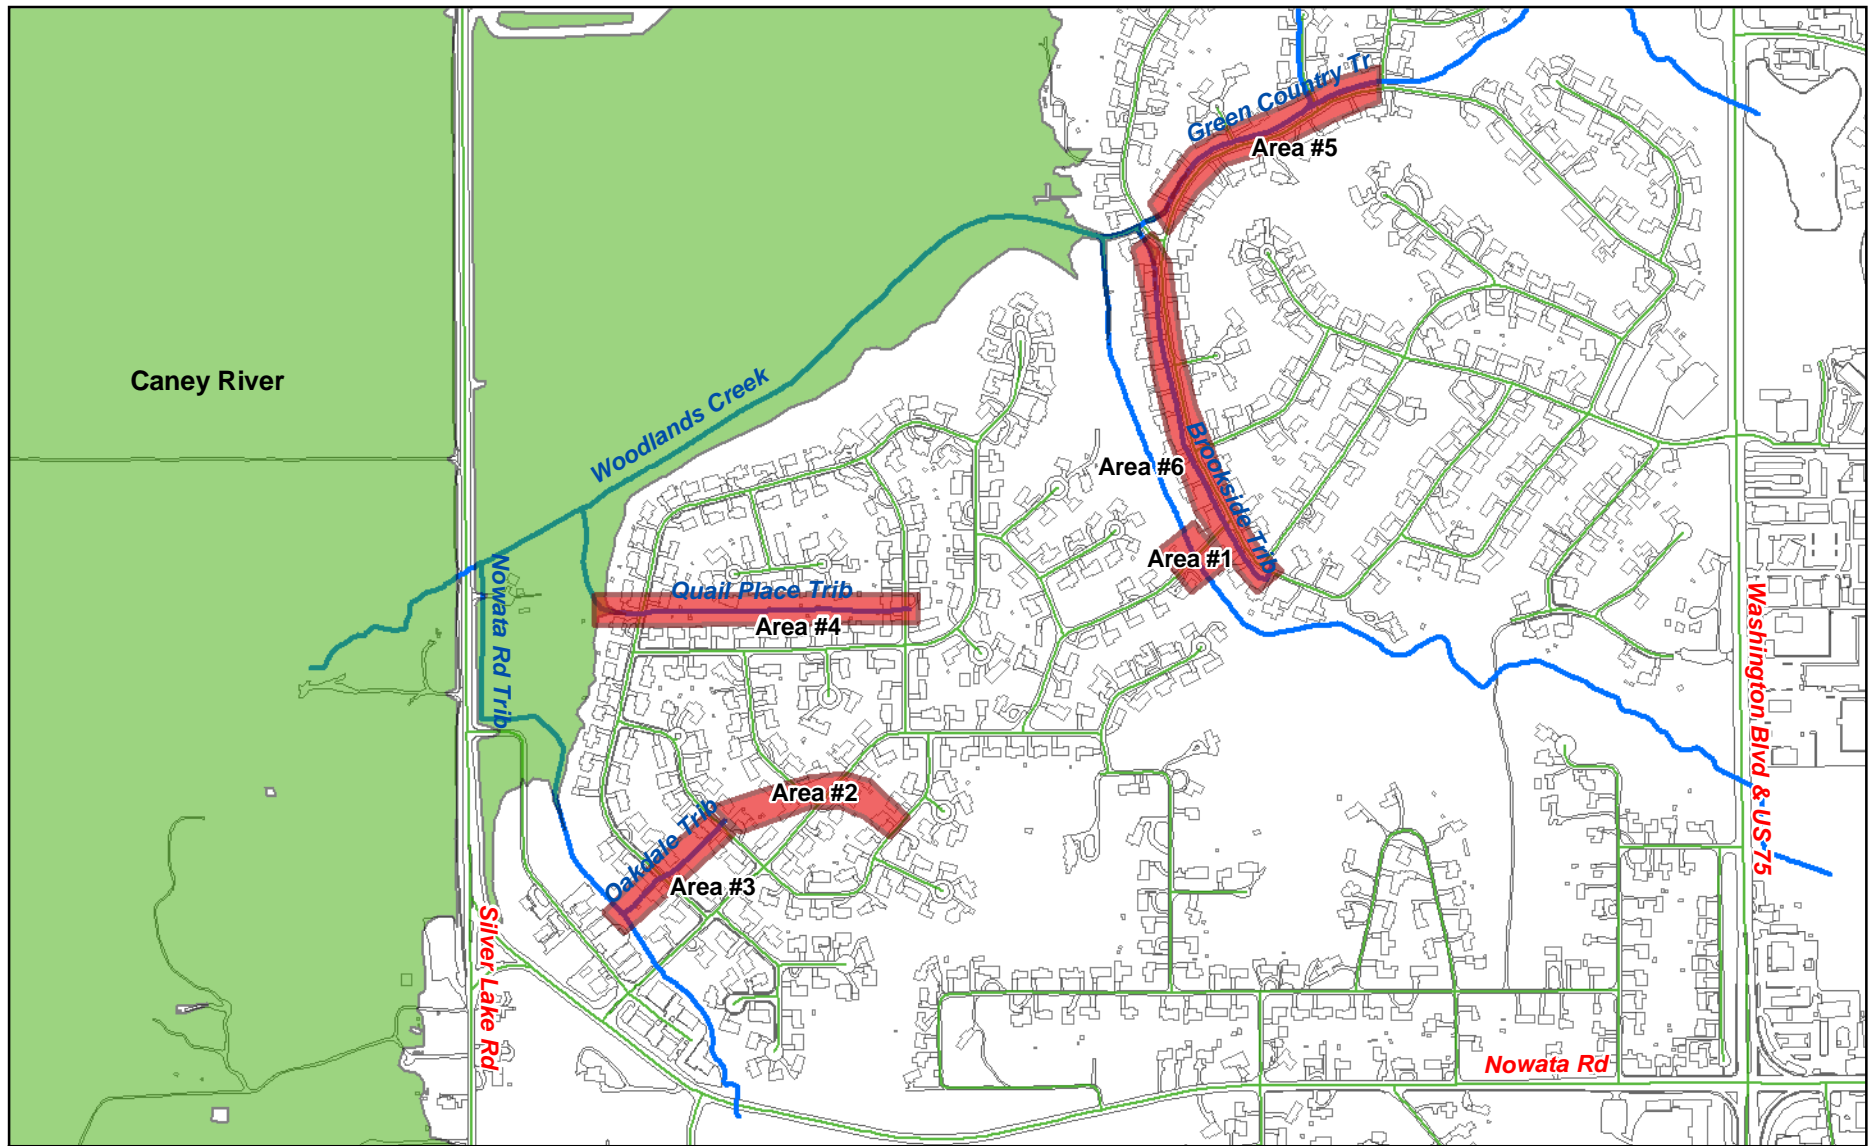 Green Country Tr
Area #5
Caney River
Woodlands Creek
Brookside Trib
Area #6
Area #1
Nowata Rd Trib
Quail Place Trib
Area #4
Washington Blvd & US 75
Area #2
Oakdale Trib
Area #3
Silver Lake Rd
Nowata Rd